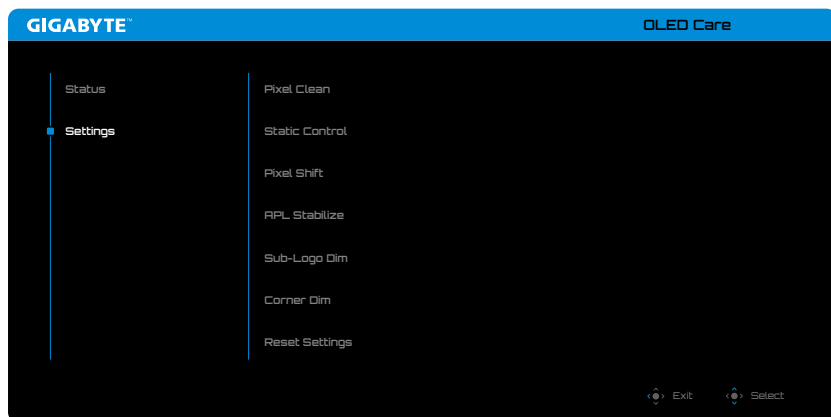 GIGABYTE™
OLED Care
Status
Settings
Pixel Clean
Static Control
Pixel Shift
APL Stabilize
Sub-Logo Dim
Corner Dim
Reset Settings
Exit
Select